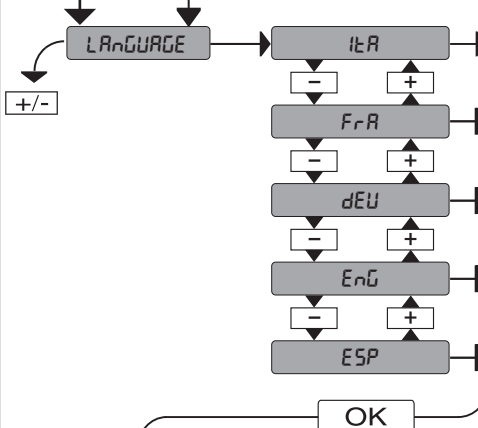 LAnGUAGE ItA
- +
+/-
FrA
- +
dEU
- +
EnG
- +
ESP
OK